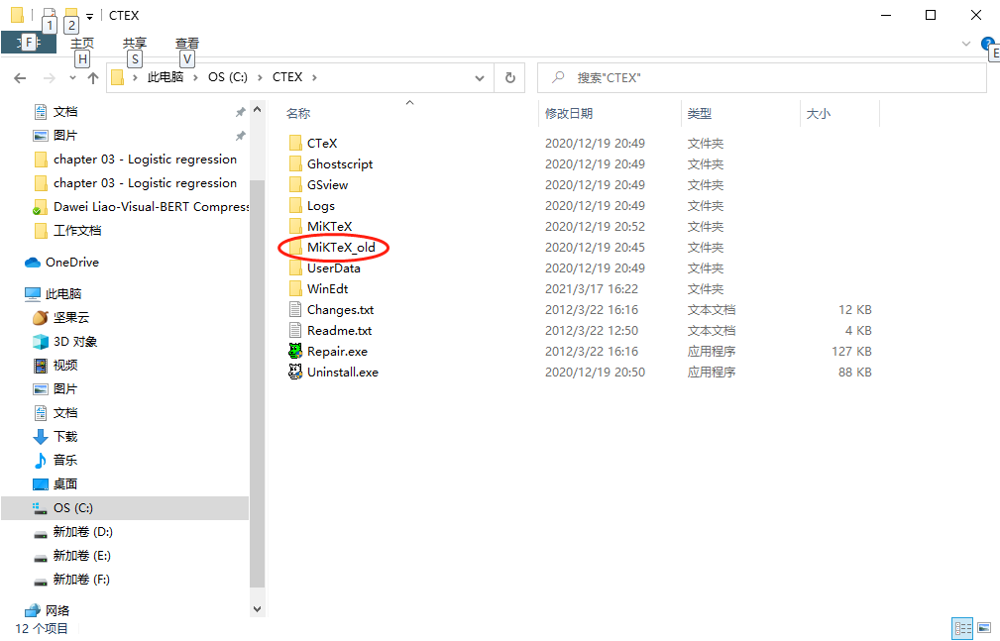 CTEX
1 2
文件 主页 共享 查看
F H S V E
此电脑 OS (C:) CTEX 搜索"CTEX"
文档
图片
chapter 03 - Logistic regression
chapter 03 - Logistic regression
Dawei Liao-Visual-BERT Compress
工作文档
OneDrive
此电脑
坚果云
3D 对象
视频
图片
文档
下载
音乐
桌面
OS (C:)
新加卷 (D:)
新加卷 (E:)
新加卷 (F:)
网络
名称 修改日期 类型 大小
CTeX 2020/12/19 20:49 文件夹
Ghostscript 2020/12/19 20:49 文件夹
GSview 2020/12/19 20:49 文件夹
Logs 2020/12/19 20:49 文件夹
MiKTeX 2020/12/19 20:52 文件夹
MiKTeX_old 2020/12/19 20:45 文件夹
UserData 2020/12/19 20:49 文件夹
WinEdt 2021/3/17 16:22 文件夹
Changes.txt 2012/3/22 16:16 文本文档 12 KB
Readme.txt 2012/3/22 12:50 文本文档 4 KB
Repair.exe 2012/3/22 16:16 应用程序 127 KB
Uninstall.exe 2020/12/19 20:50 应用程序 88 KB
12 个项目